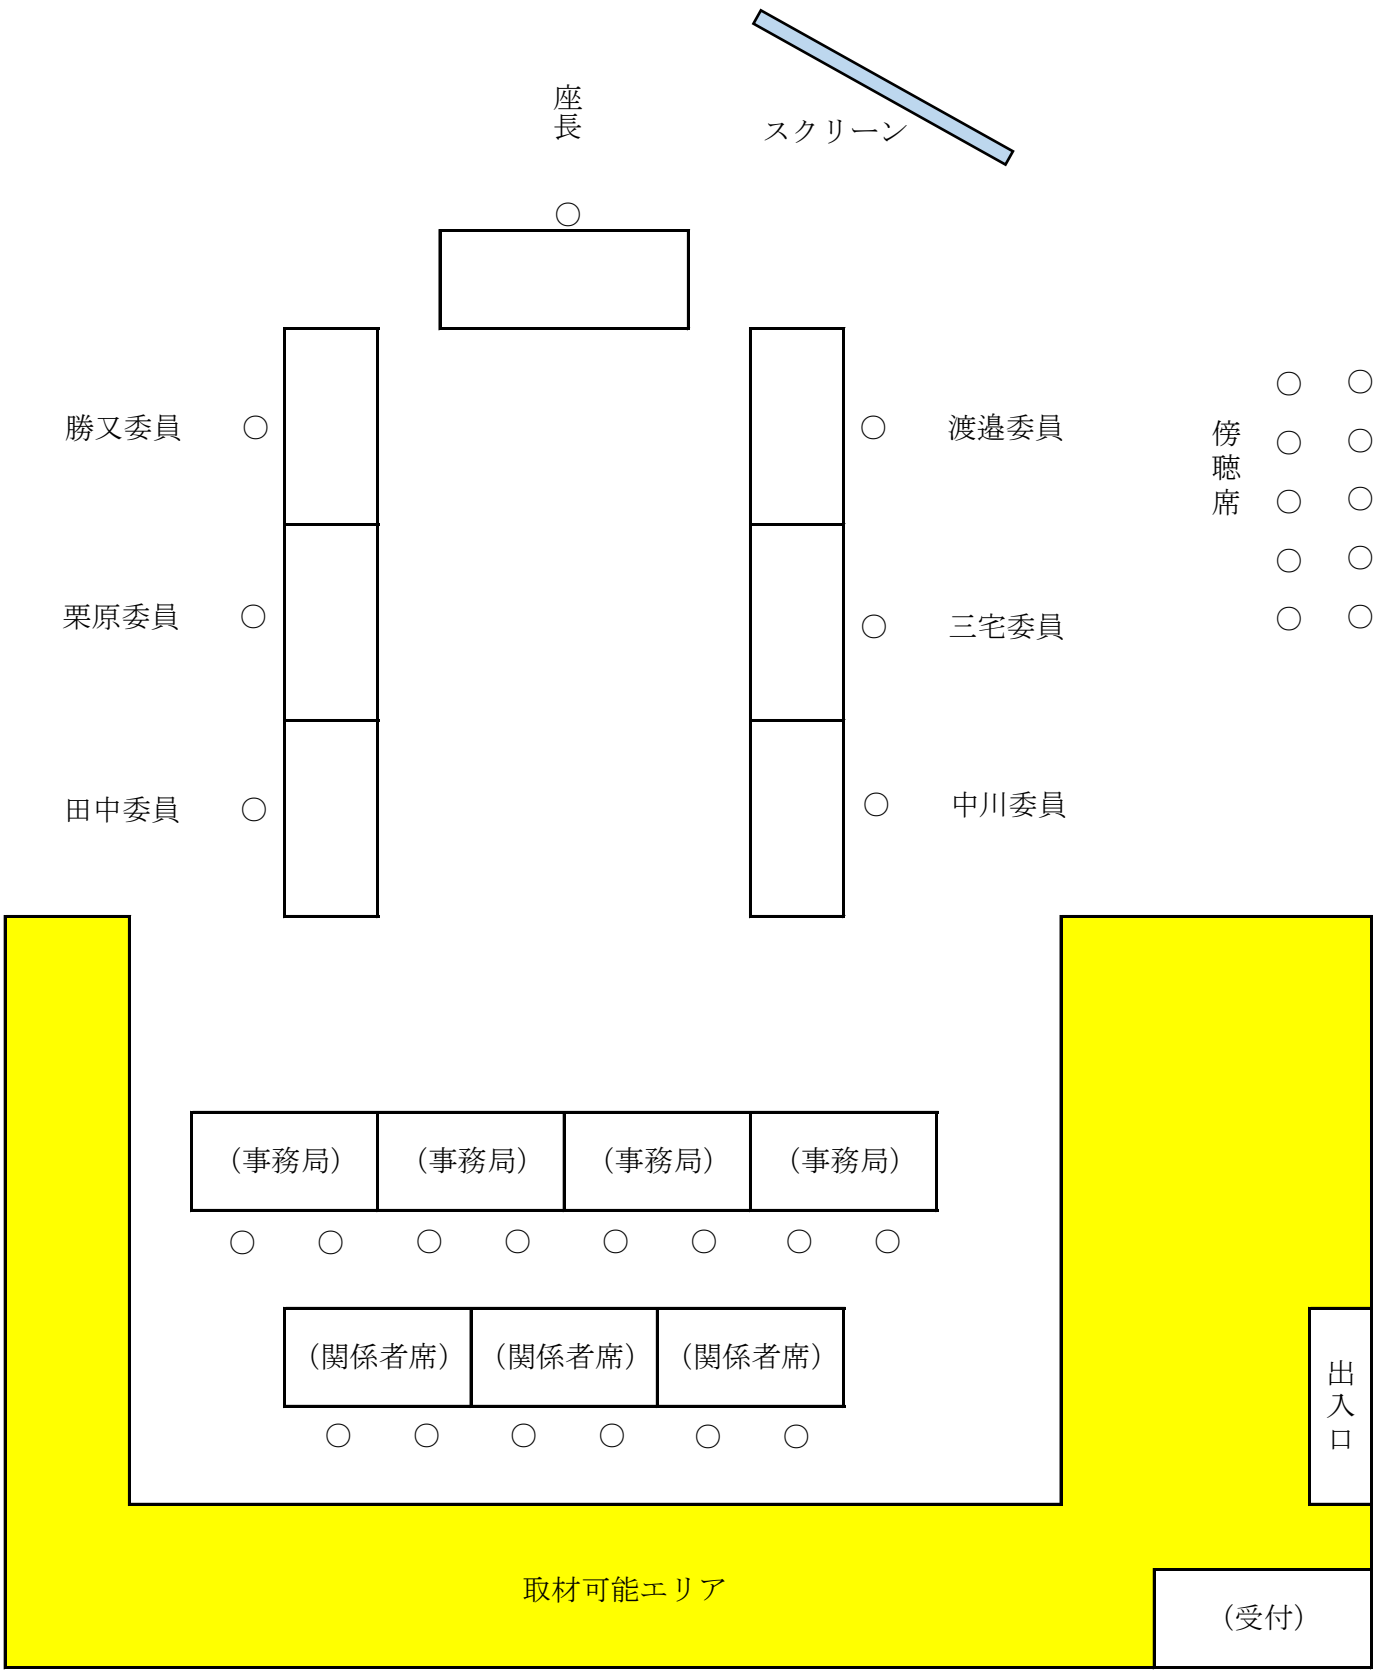 座長
スクリーン
勝又委員
渡邉委員
傍聴席
栗原委員
三宅委員
田中委員
中川委員
（事務局）
（事務局）
（事務局）
（事務局）
（関係者席）
（関係者席）
（関係者席）
出入口
取材可能エリア
（受付）